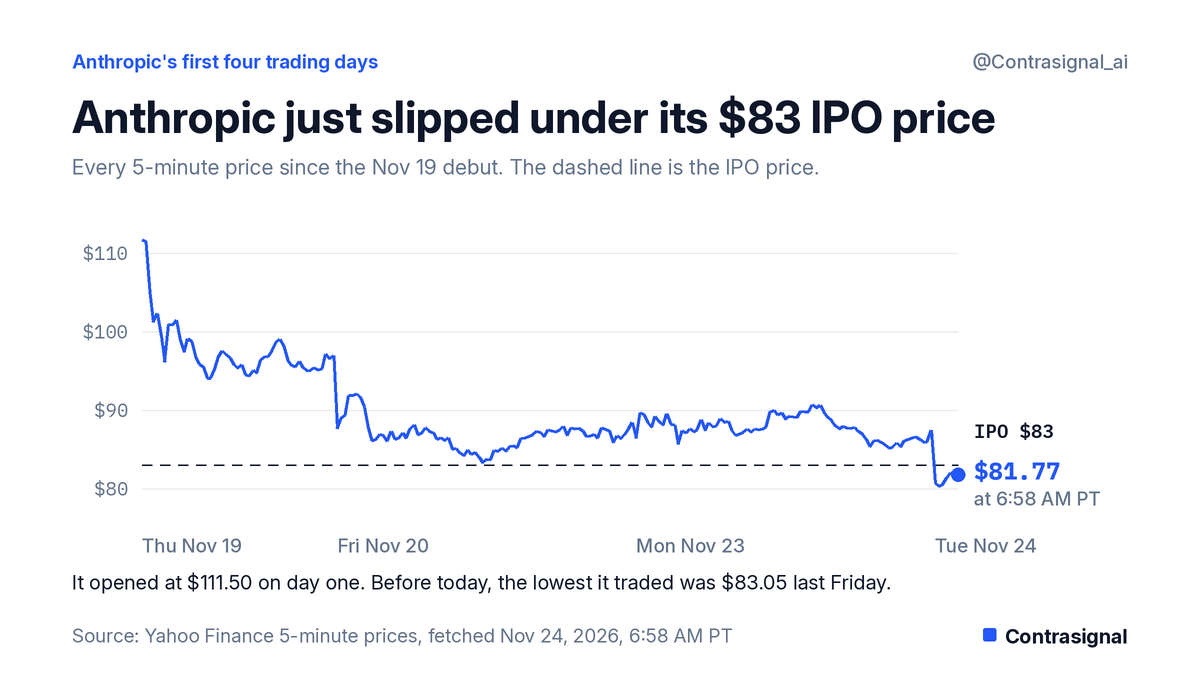 Anthropic's first four trading days
@Contrasignal_ai
Anthropic just slipped under its $83 IPO price
Every 5-minute price since the Nov 19 debut. The dashed line is the IPO price.
$110
$100
$90
$80
IPO $83
$81.77
at 6:58 AM PT
Thu Nov 19
Fri Nov 20
Mon Nov 23
Tue Nov 24
It opened at $111.50 on day one. Before today, the lowest it traded was $83.05 last Friday.
Source: Yahoo Finance 5-minute prices, fetched Nov 24, 2026, 6:58 AM PT
Contrasignal